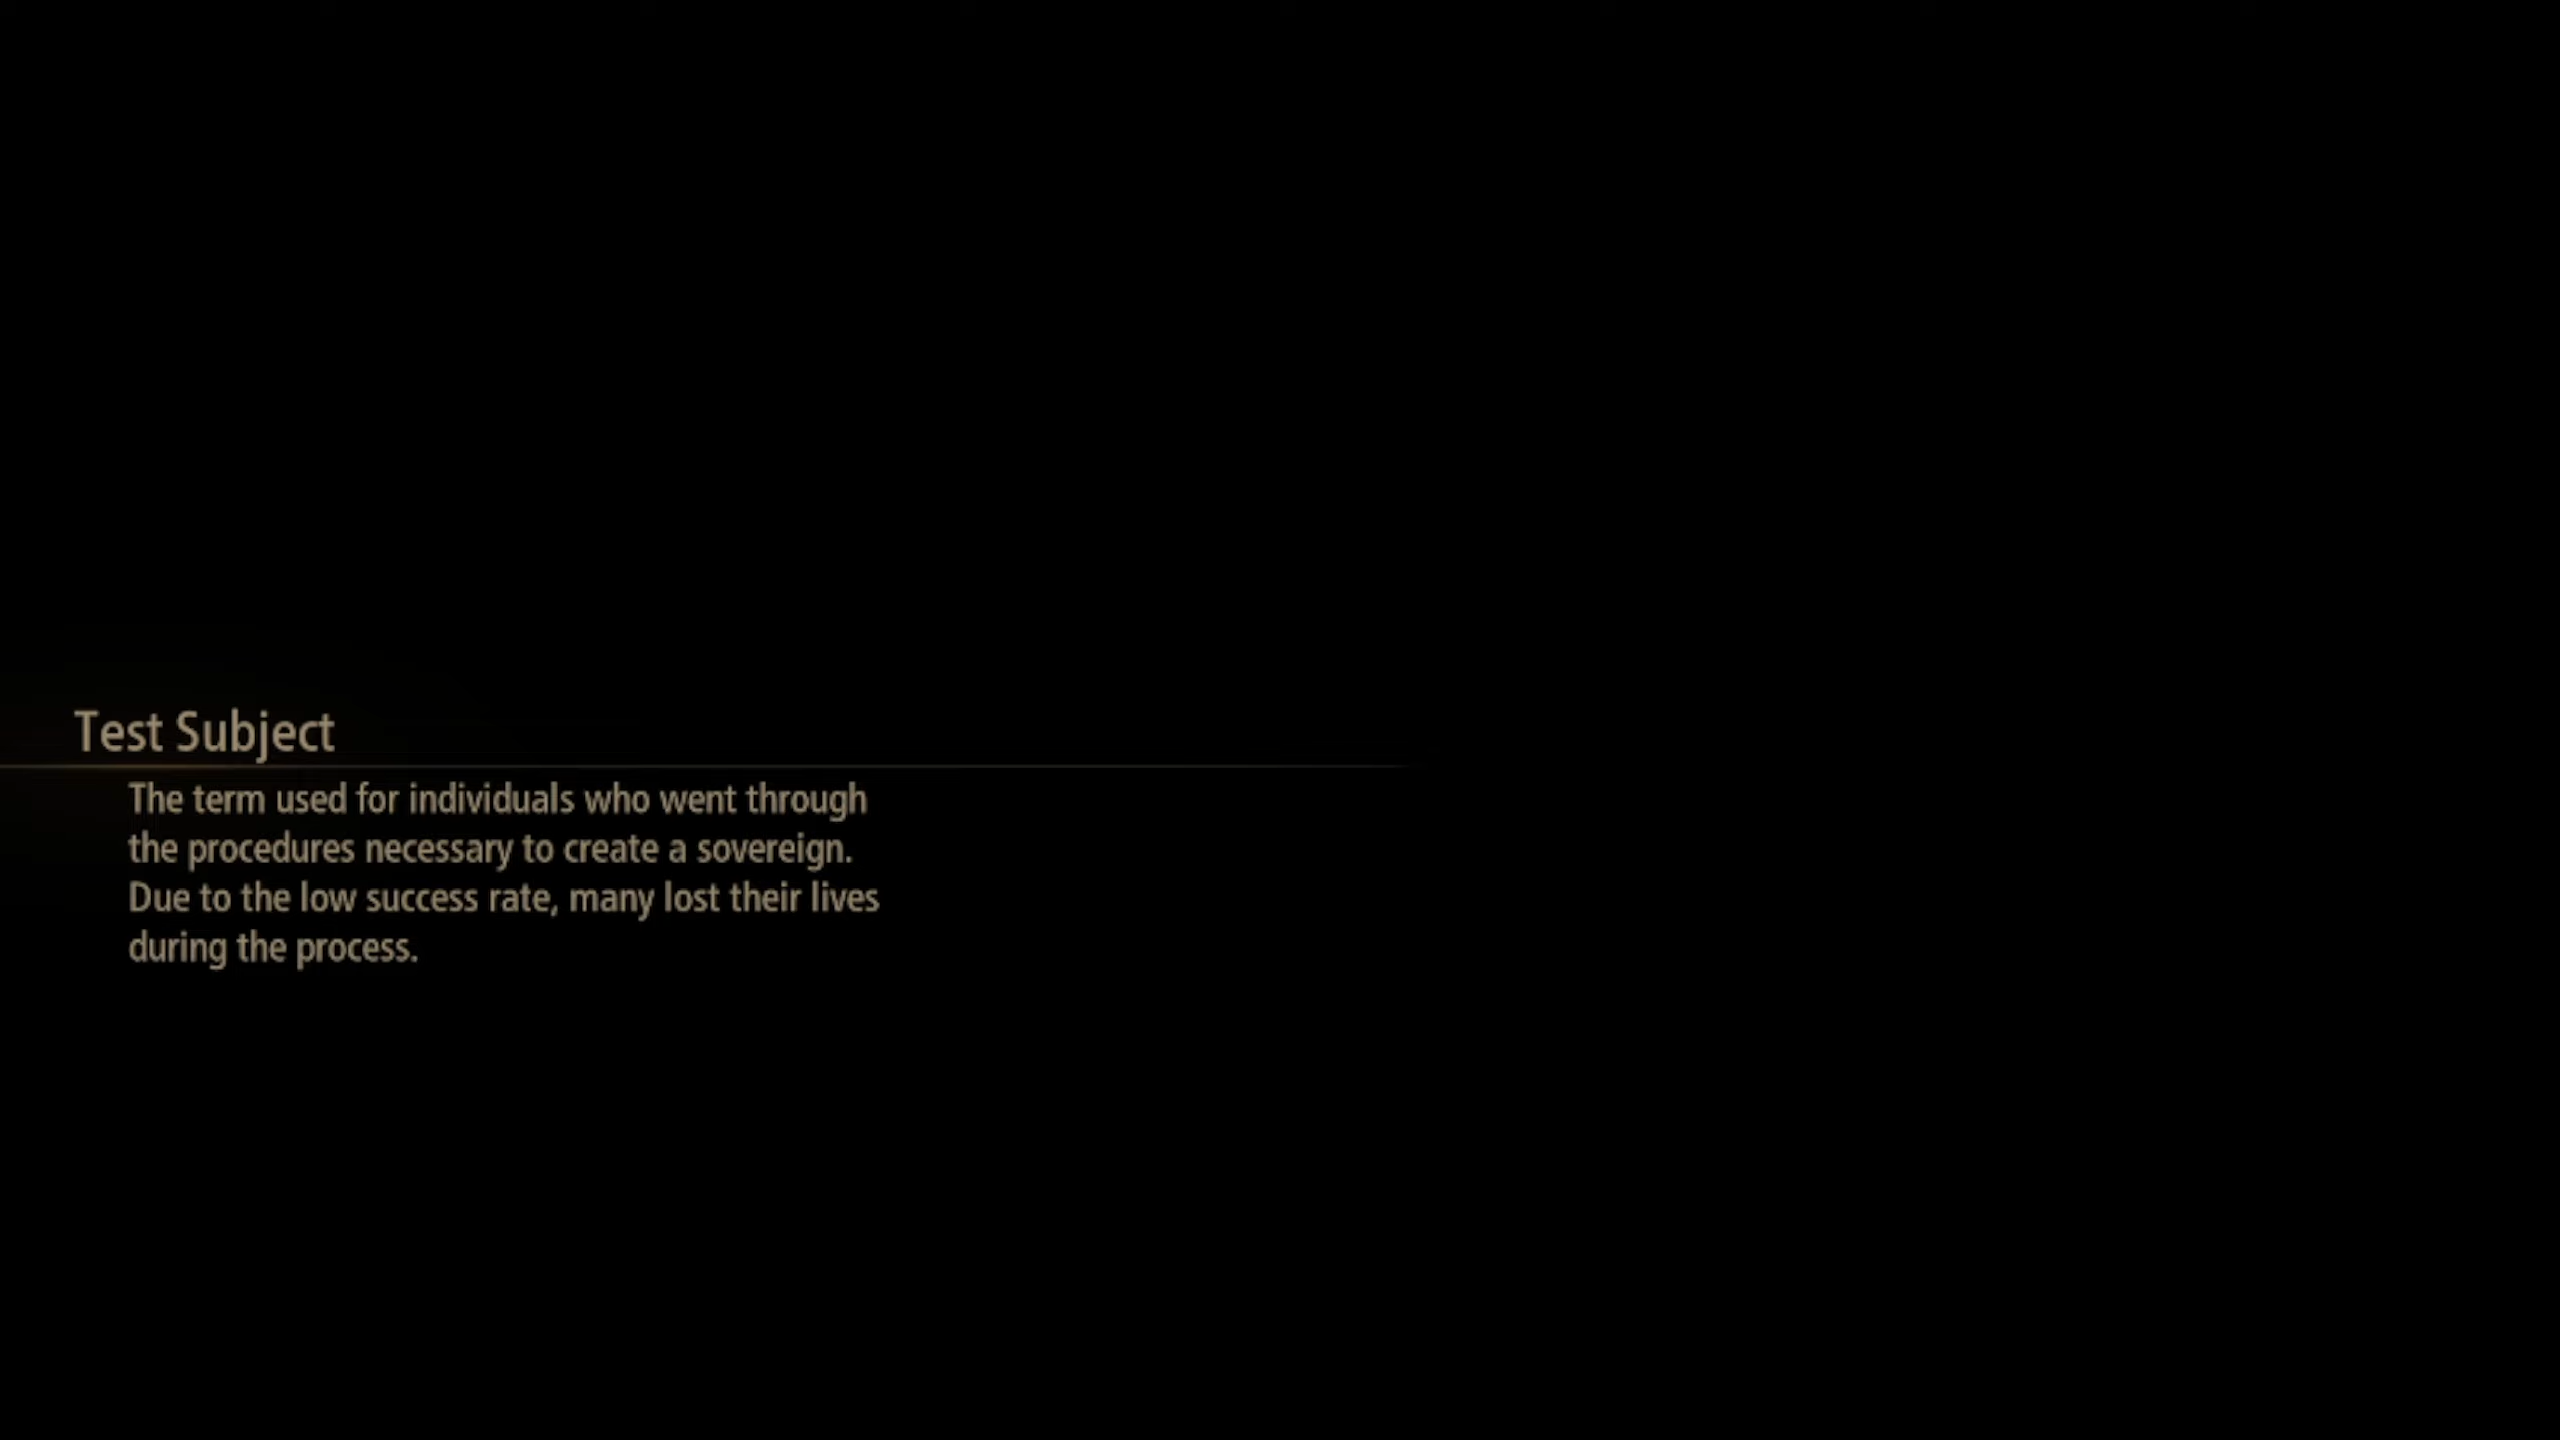 Test Subject
The term used for individuals who went through
the procedures necessary to create a sovereign.
Due to the low success rate, many lost their lives
during the process.